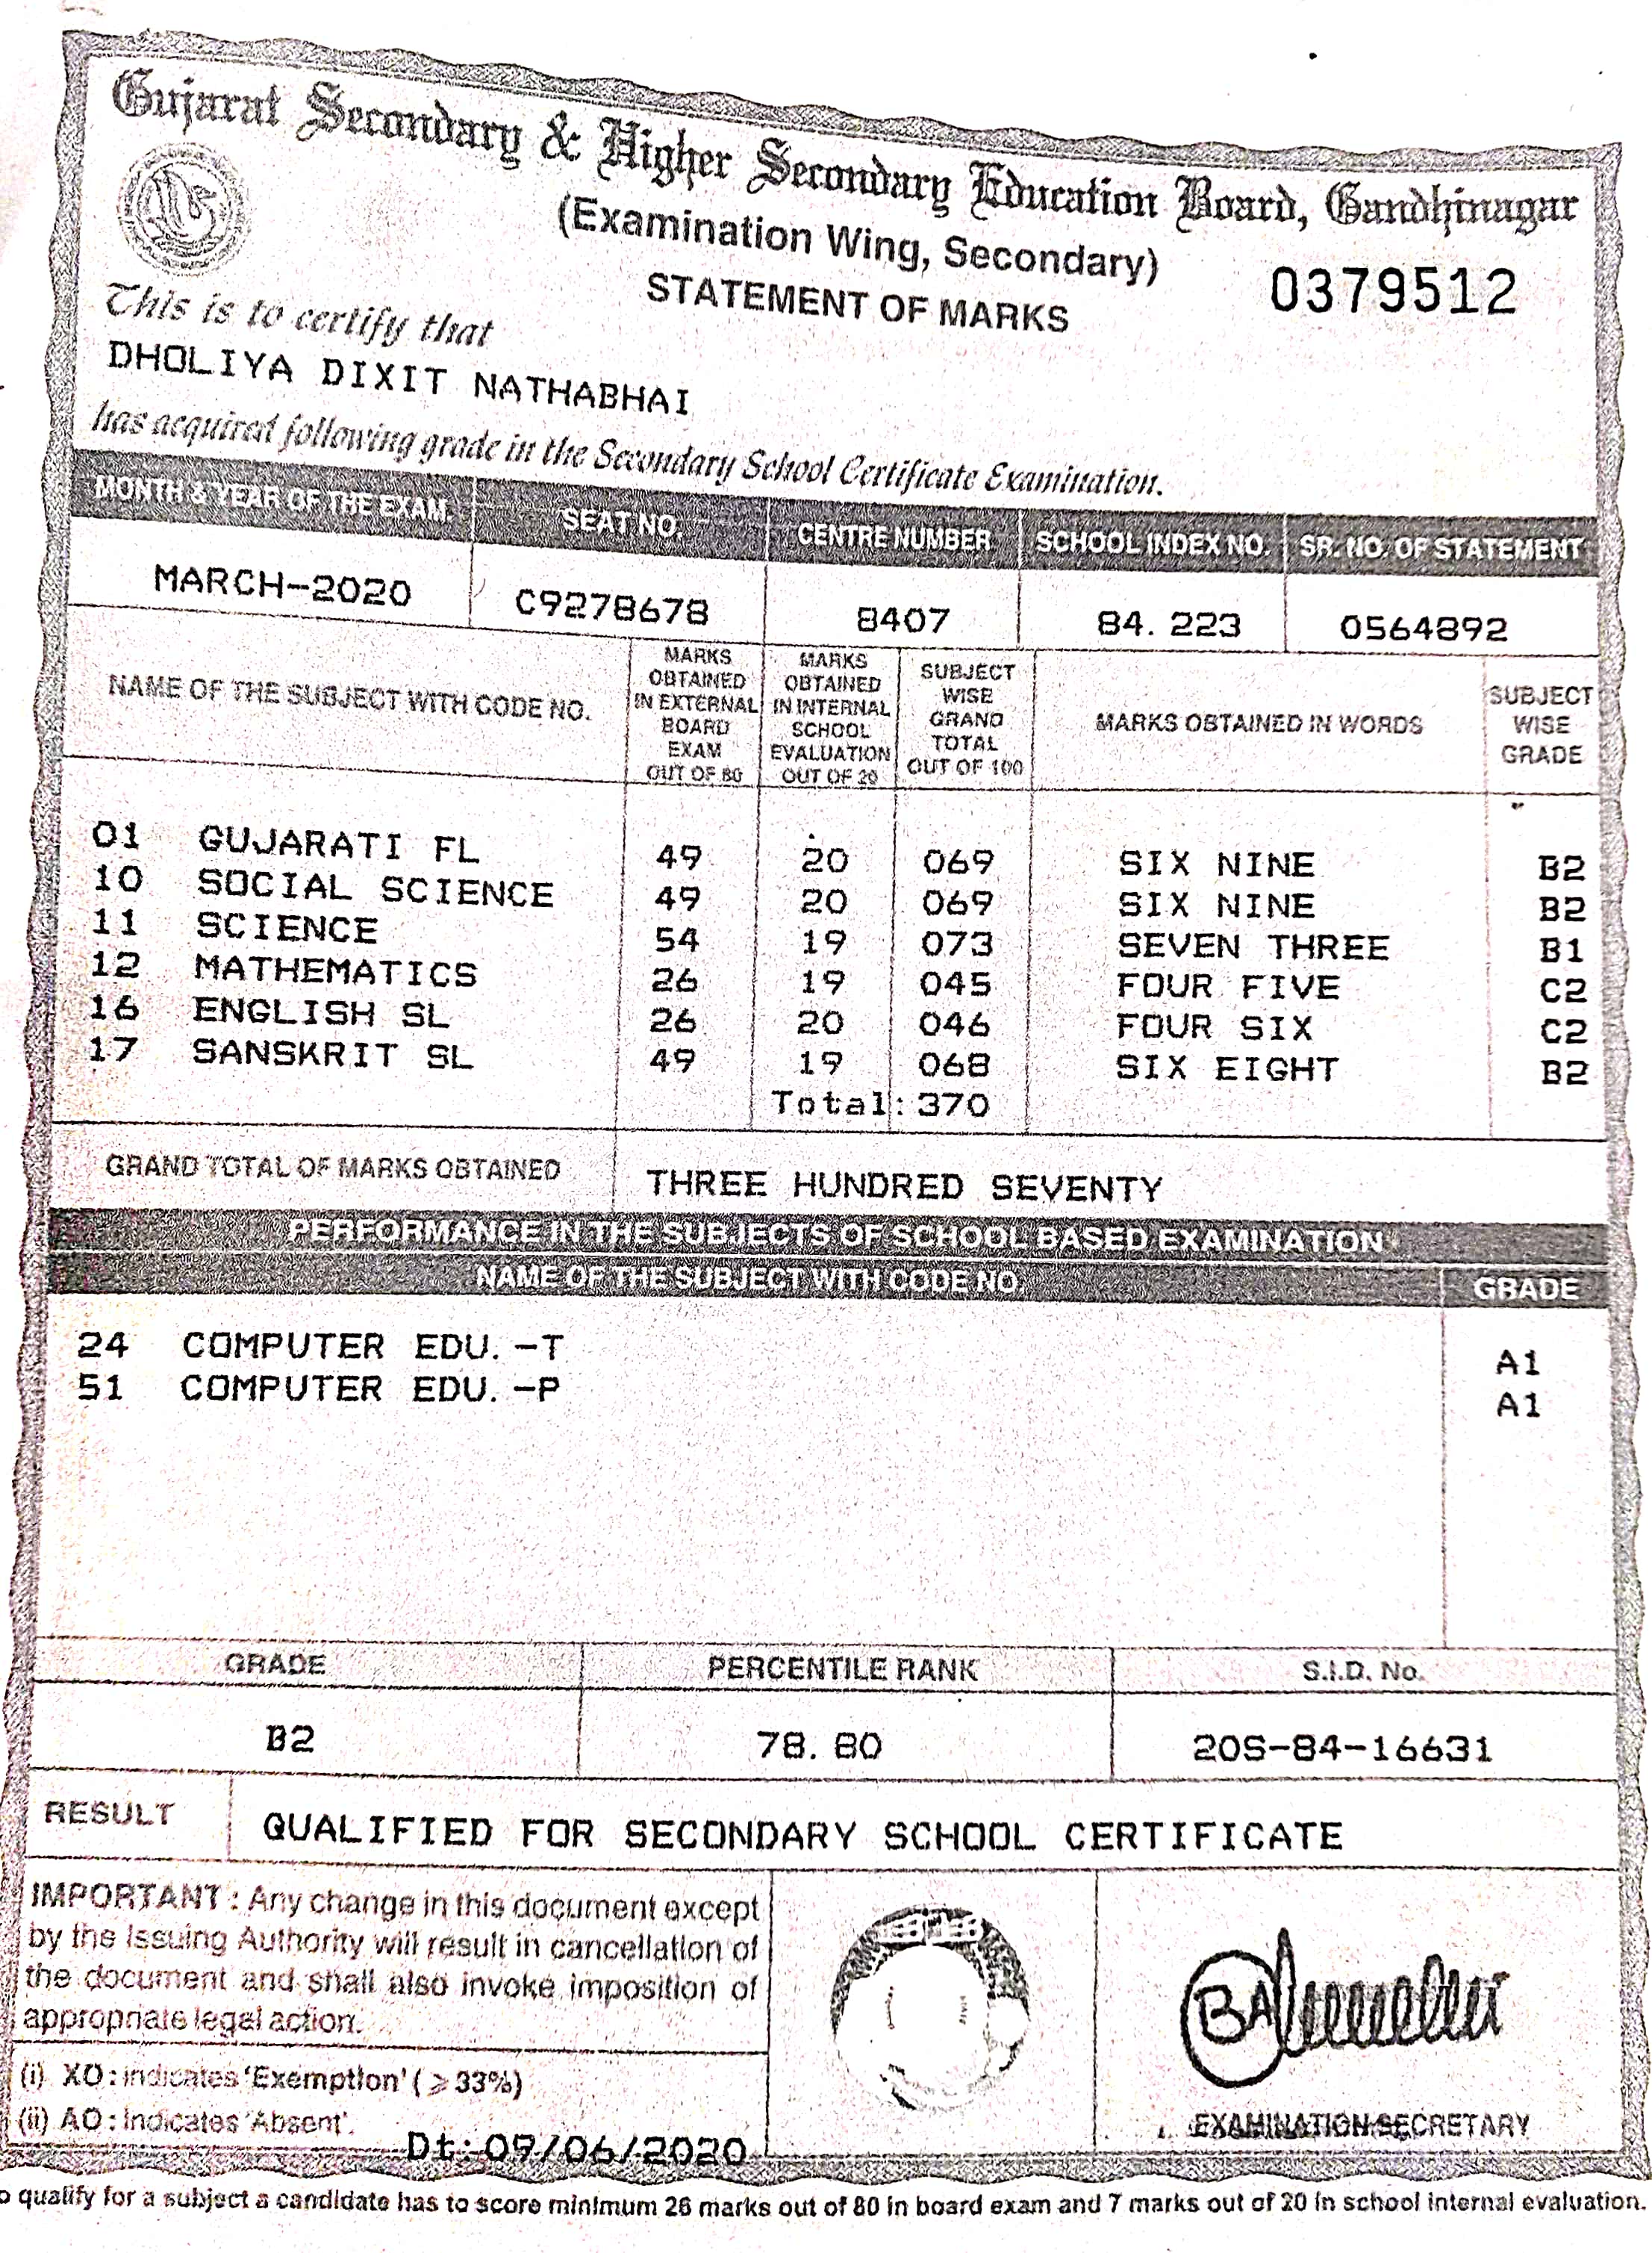 Gujarat Secondary & Higher Secondary Education Board, Gandhinagar
(Examination Wing, Secondary)
STATEMENT OF MARKS
0379512
This is to certify that
DHOLIYA DIXIT NATHABHAI
has acquired following grade in the Secondary School Certificate Examination.
MONTH & YEAR OF THE EXAM. SEAT NO. CENTRE NUMBER SCHOOL INDEX NO. SR. NO. OF STATEMENT
MARCH-2020 C9278678 8407 84. 223 0564892
NAME OF THE SUBJECT WITH CODE NO.
MARKS
OBTAINED
IN EXTERNAL
BOARD
EXAM
OUT OF 80
MARKS
OBTAINED
IN INTERNAL
SCHOOL
EVALUATION
OUT OF 20
SUBJECT
WISE
GRAND
TOTAL
OUT OF 100
MARKS OBTAINED IN WORDS
SUBJECT
WISE
GRADE
01 GUJARATI FL 49 20 069 SIX NINE B2
10 SOCIAL SCIENCE 49 20 069 SIX NINE B2
11 SCIENCE 54 19 073 SEVEN THREE B1
12 MATHEMATICS 26 19 045 FOUR FIVE C2
16 ENGLISH SL 26 20 046 FOUR SIX C2
17 SANSKRIT SL 49 19 068 SIX EIGHT B2
Total: 370
GRAND TOTAL OF MARKS OBTAINED THREE HUNDRED SEVENTY
PERFORMANCE IN THE SUBJECTS OF SCHOOL BASED EXAMINATION
NAME OF THE SUBJECT WITH CODE NO. GRADE
24 COMPUTER EDU. -T A1
51 COMPUTER EDU. -P A1
GRADE PERCENTILE RANK S.I.D. No.
B2 78. 80 20S-84-16631
RESULT QUALIFIED FOR SECONDARY SCHOOL CERTIFICATE
IMPORTANT : Any change in this document except
by the Issuing Authority will result in cancellation of
the document and shall also invoke imposition of
appropriate legal action.
(i) XO : indicates 'Exemption' ( ≥ 33%)
(ii) AO : Indicates 'Absent'.
Dt: 09/06/2020
GSHSEB
EXAMINATION SECRETARY
o qualify for a subject a candidate has to score minimum 26 marks out of 80 in board exam and 7 marks out of 20 in school internal evaluation.